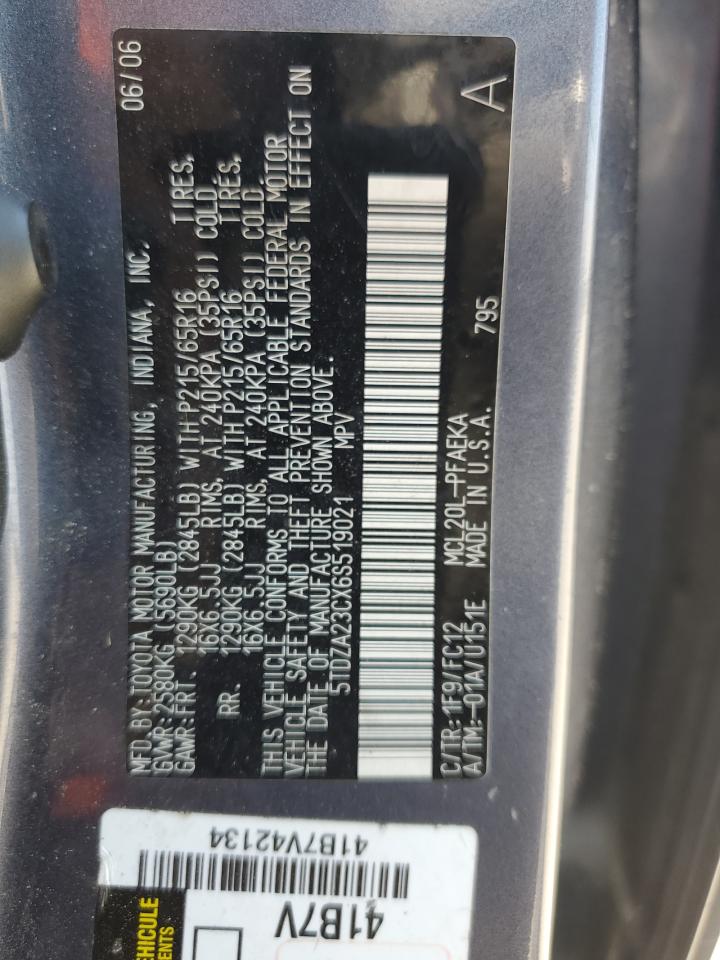 MFD BY: TOYOTA MOTOR MANUFACTURING, INDIANA, INC. 06/06
GVWR: 2580KG (5690LB)
GAWR: FRT. 1290KG (2845LB) WITH P215/65R16 TIRES,
16X6.5JJ RIMS, AT 240KPA (35PSI) COLD.
RR. 1290KG (2845LB) WITH P215/65R16 TIRES,
16X6.5JJ RIMS, AT 240KPA (35PSI) COLD.
THIS VEHICLE CONFORMS TO ALL APPLICABLE FEDERAL MOTOR
VEHICLE SAFETY AND THEFT PREVENTION STANDARDS IN EFFECT ON
THE DATE OF MANUFACTURE SHOWN ABOVE.
5TDZA23CX6S519021 MPV
C/TR: 1F9/FC12 MCL20L-PFAEKA A
A/TM: -01A/U151E MADE IN U.S.A. 795
41B7V42134
41B7V